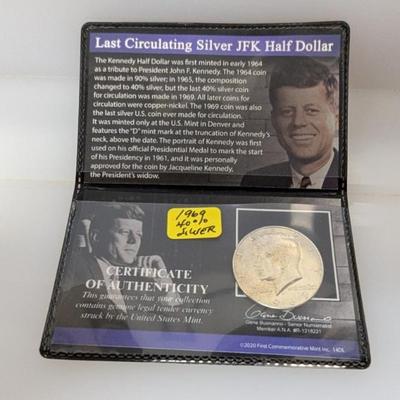 Last Circulating Silver JFK Half Dollar
The Kennedy Half Dollar was first minted in early 1964
as a tribute to President John F. Kennedy. The 1964 coin
was made in 90% silver; in 1965, the composition
changed to 40% silver, but the last 40% silver coin
for circulation was made in 1969. All later coins for
circulation were copper-nickel. The 1969 coin was also
the last silver U.S. coin ever made for circulation.
It was minted only at the U.S. Mint in Denver and
features the "D" mint mark at the truncation of Kennedy's
neck, above the date. The portrait of Kennedy was first
used on his official Presidential Medal to mark the start
of his Presidency in 1961, and it was personally
approved for the coin by Jacqueline Kennedy,
the President's widow.
1969
40%
SILVER
CERTIFICATE
OF AUTHENTICITY
This guarantees that your collection
contains genuine legal tender currency
struck by the United States Mint.
Gene Busmanno - Senior Numismatist
Member A.N.A. #R-1218231
©2020 First Commemorative Mint Inc.